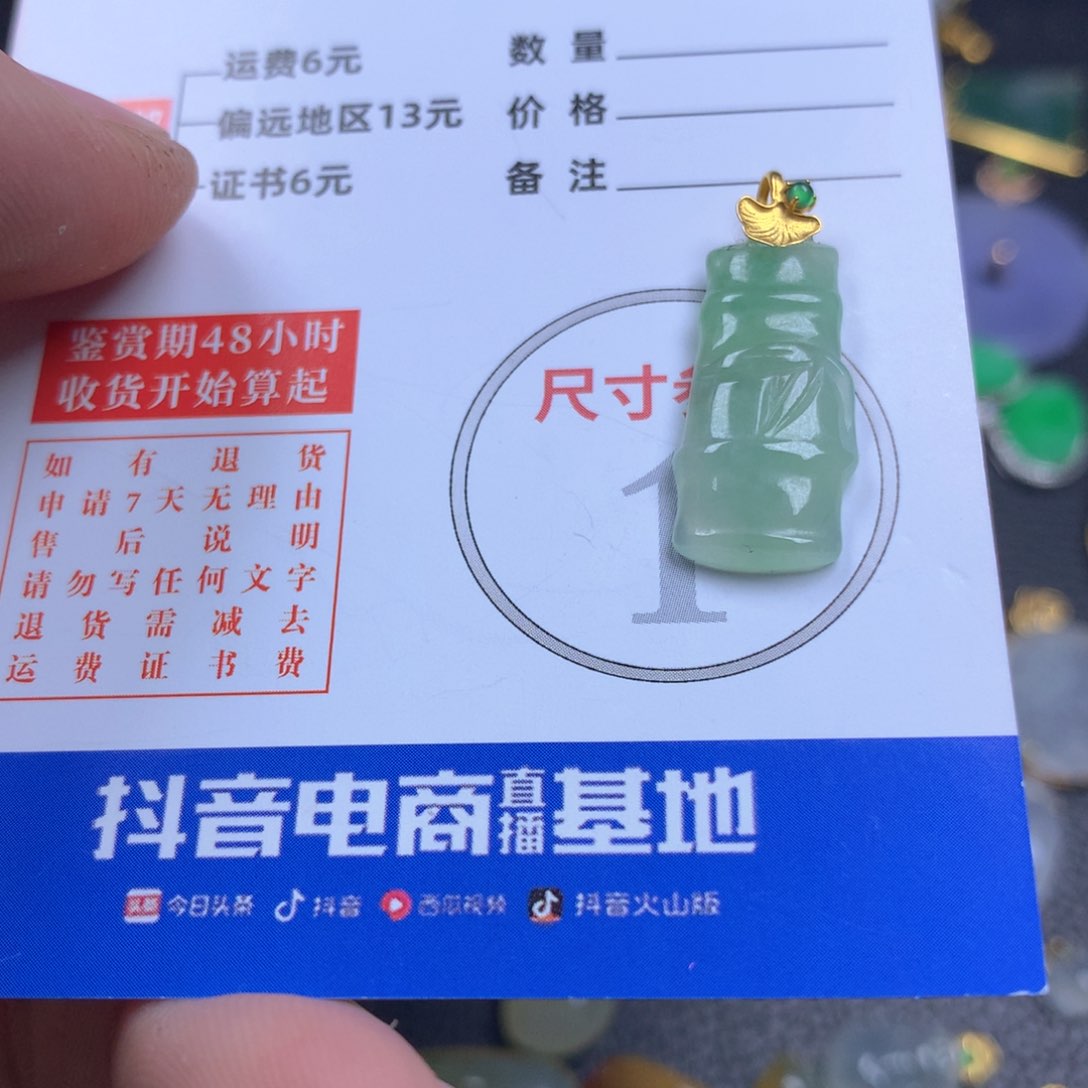 运费6元
偏远地区13元
证书6元
数量
价格
备注
鉴赏期48小时
收货开始算起
如有退货
申请7天无理由
售后说明
请勿写任何文字
退货需减去
运费证书费
尺寸
1
抖音电商直播基地
头条 今日头条 抖音 西瓜视频 抖音火山版